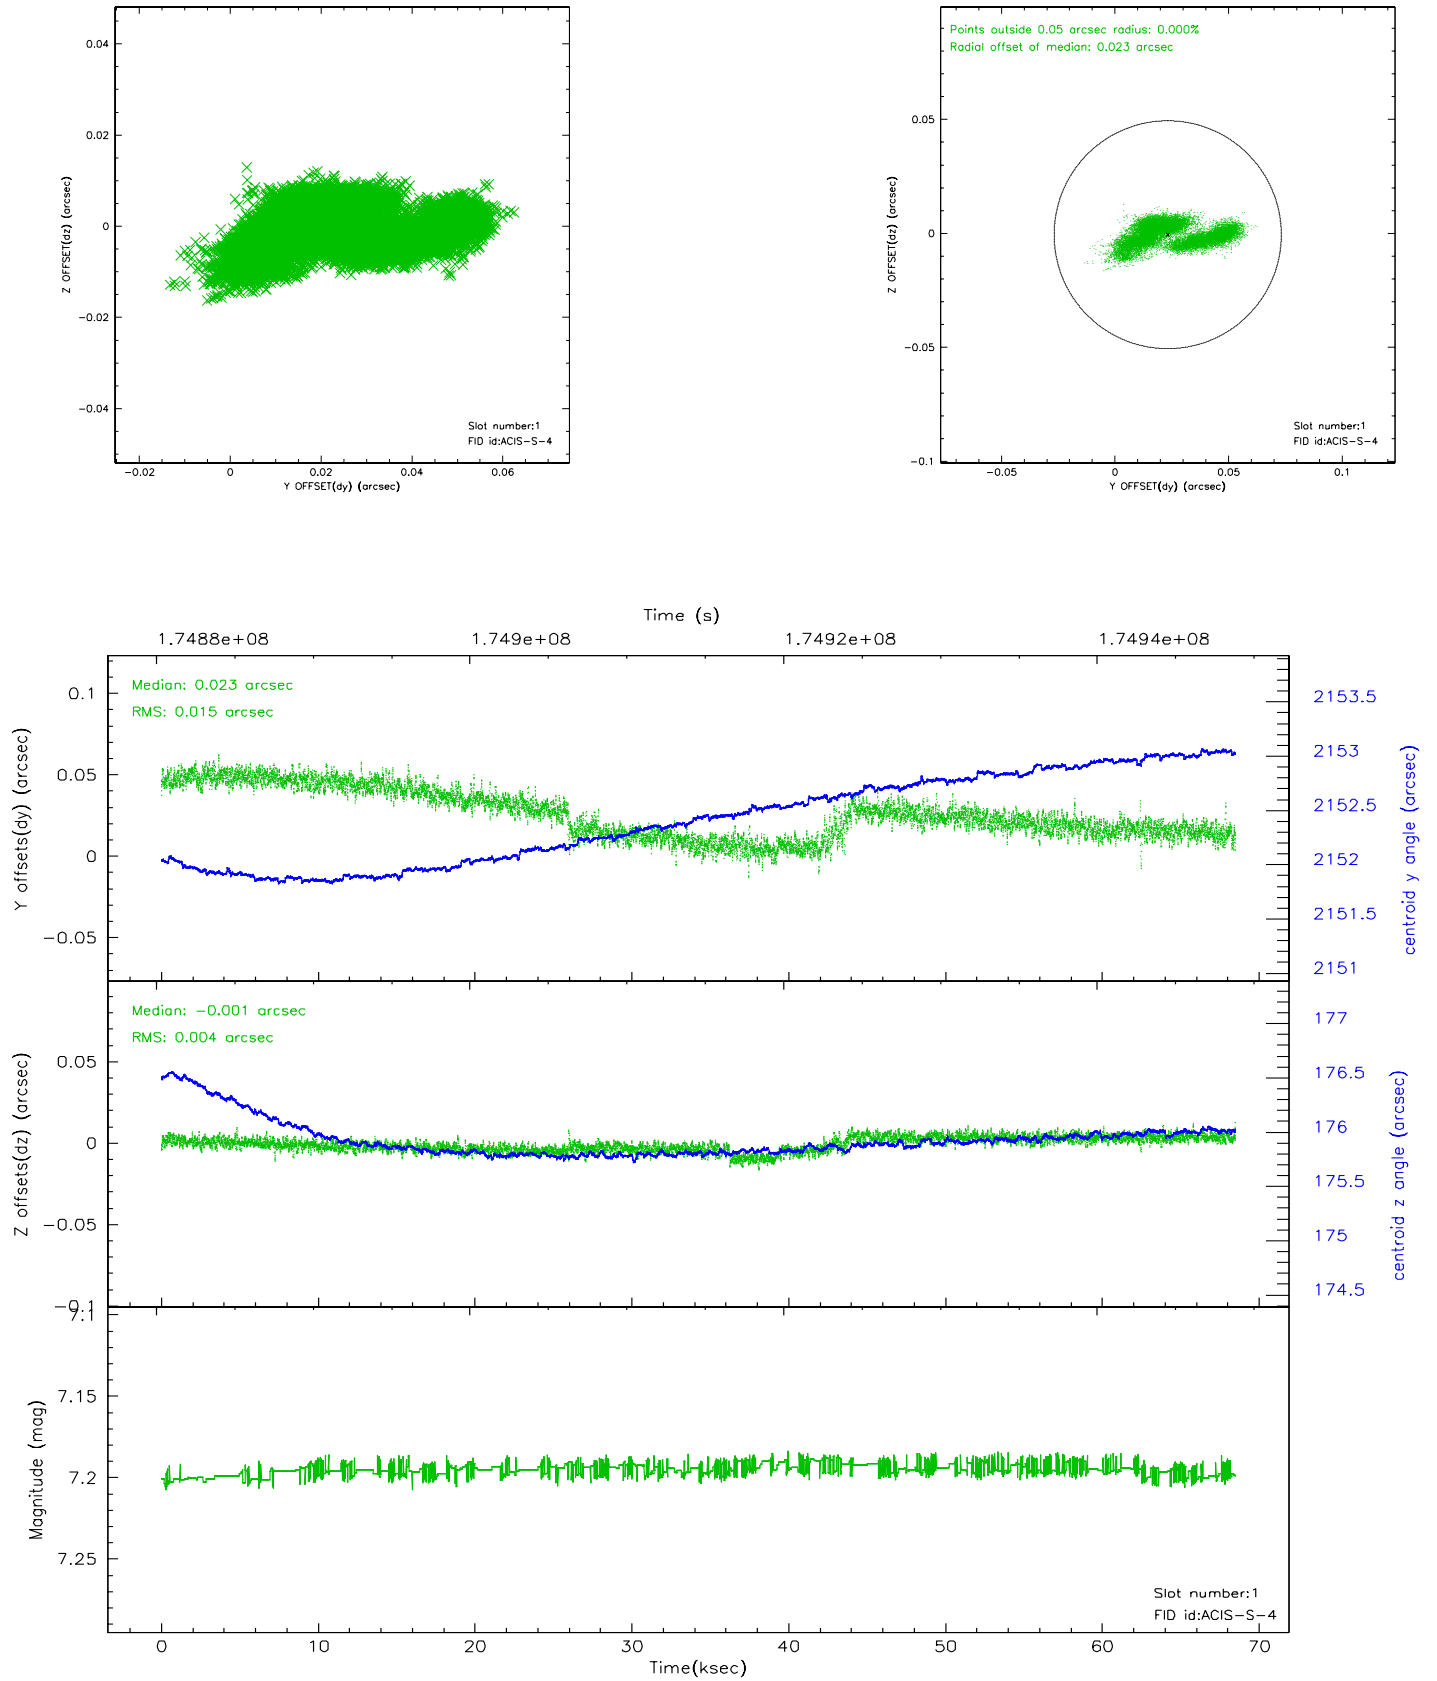 0.04
0.02
0
-0.02
-0.04
Z OFFSET(dz) (arcsec)
-0.02 0 0.02 0.04 0.06
Y OFFSET(dy) (arcsec)
Slot number:1
FID id:ACIS-S-4
Points outside 0.05 arcsec radius: 0.000%
Radial offset of median: 0.023 arcsec
0.05
0
-0.05
-0.1
Z OFFSET(dz) (arcsec)
-0.05 0 0.05 0.1
Y OFFSET(dy) (arcsec)
Slot number:1
FID id:ACIS-S-4
Time (s)
1.7488e+08 1.749e+08 1.7492e+08 1.7494e+08
Median: 0.023 arcsec
RMS: 0.015 arcsec
0.1
0.05
0
-0.05
Y offsets(dy) (arcsec)
2153.5
2153
2152.5
2152
2151.5
2151
centroid y angle (arcsec)
Median: -0.001 arcsec
RMS: 0.004 arcsec
0.05
0
-0.05
-0.1
Z offsets(dz) (arcsec)
177
176.5
176
175.5
175
174.5
centroid z angle (arcsec)
7.1
7.15
7.2
7.25
Magnitude (mag)
Slot number:1
FID id:ACIS-S-4
0 10 20 30 40 50 60 70
Time(ksec)